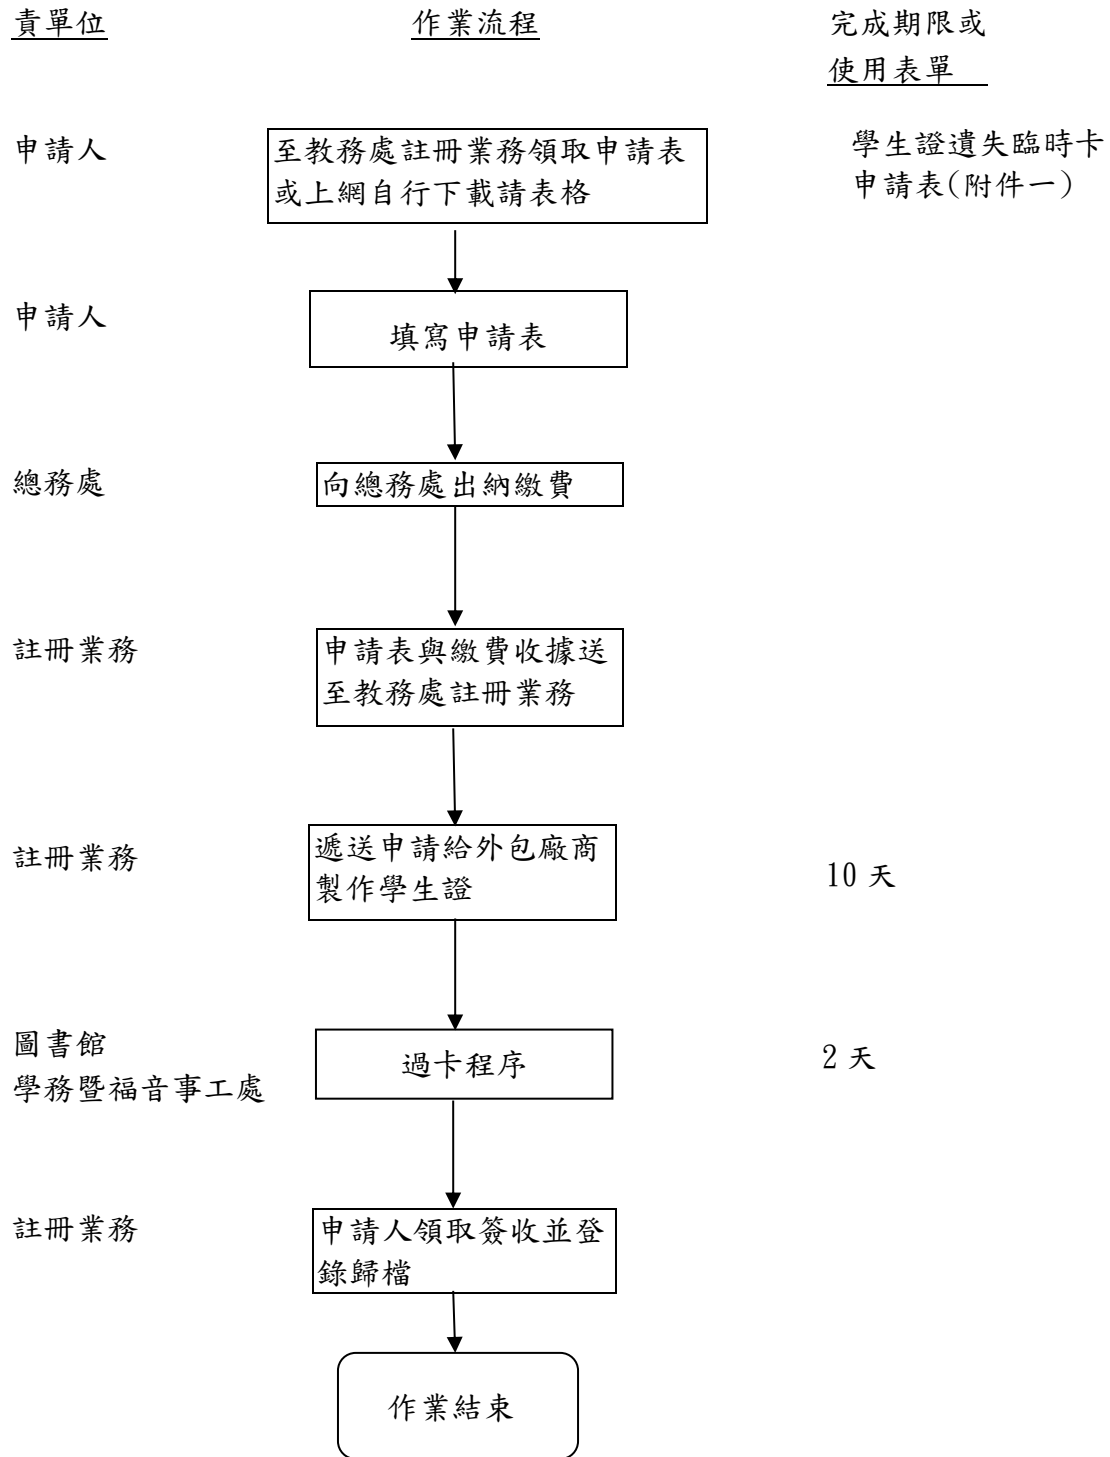 責單位 作業流程 完成期限或
使用表單
申請人 至教務處註冊業務領取申請表 學生證遺失臨時卡
或上網自行下載請表格 申請表(附件一)
申請人 填寫申請表
總務處 向總務處出納繳費
註冊業務 申請表與繳費收據送
至教務處註冊業務
註冊業務 遞送申請給外包廠商
製作學生證 10 天
圖書館 過卡程序 2 天
學務暨福音事工處
註冊業務 申請人領取簽收並登
錄歸檔
作業結束